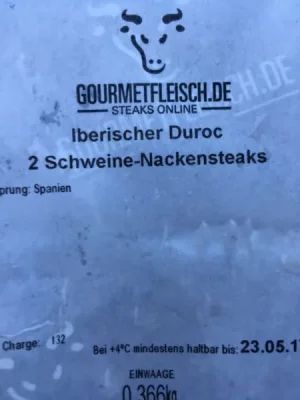 GOURMETFLEISCH.DE
STEAKS ONLINE
Iberischer Duroc
2 Schweine-Nackensteaks
prung: Spanien
Charge: 132
Bei +4°C mindestens haltbar bis: 23.05.1
EINWAAGE
0,366kg